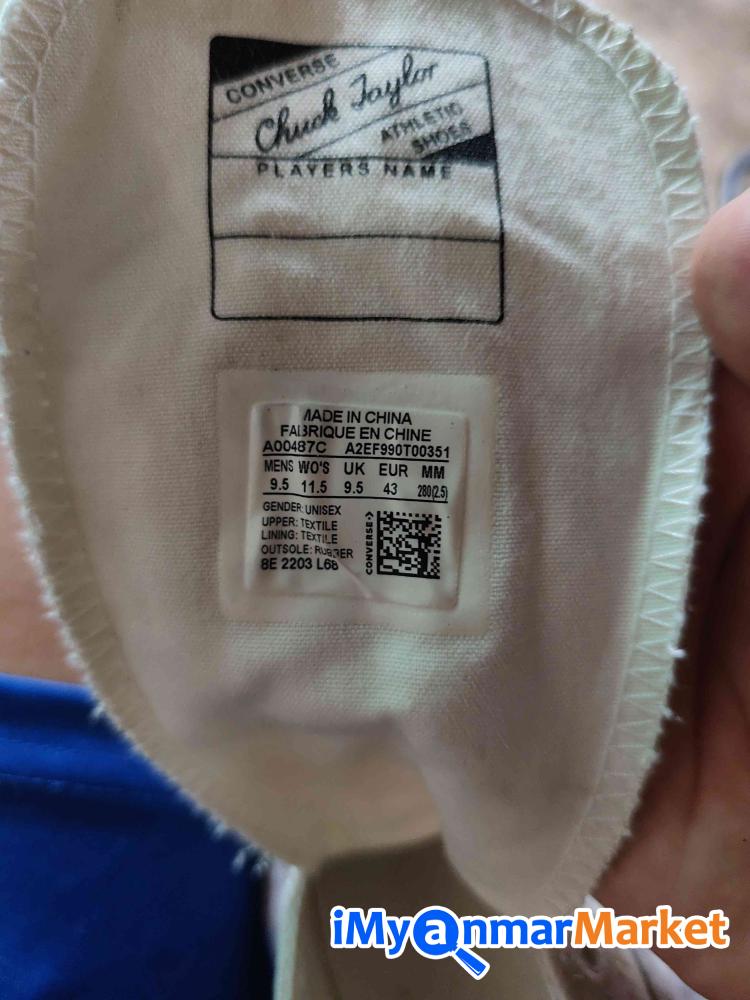 CONVERSE
Chuck Taylor
ATHLETIC
SHOES
PLAYERS NAME
MADE IN CHINA
FABRIQUE EN CHINE
A00487C A2EF990T00351
MENS WO'S UK EUR MM
9.5 11.5 9.5 43 280(2.5)
GENDER: UNISEX
UPPER: TEXTILE
LINING: TEXTILE
OUTSOLE: RUBBER
8E 2203 L68
CONVERSE
iMyanmarMarket